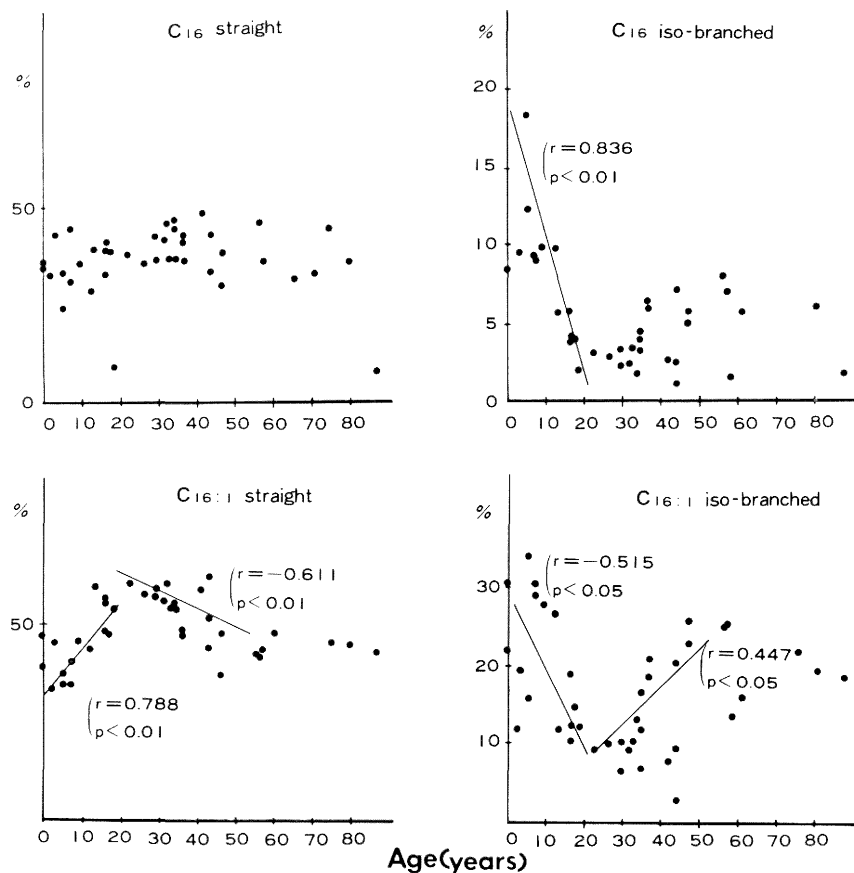 C16 straight
%
50
0
0 10 20 30 40 50 60 70 80
C16 iso-branched
%
20
15
10
5
0
0 10 20 30 40 50 60 70 80
r=0.836
p<0.01
C16:1 straight
%
50
0 10 20 30 40 50 60 70 80
r=-0.611
p<0.01
r=0.788
p<0.01
C16:1 iso-branched
%
30
20
10
0 10 20 30 40 50 60 70 80
r=-0.515
p<0.05
r=0.447
p<0.05
Age(years)